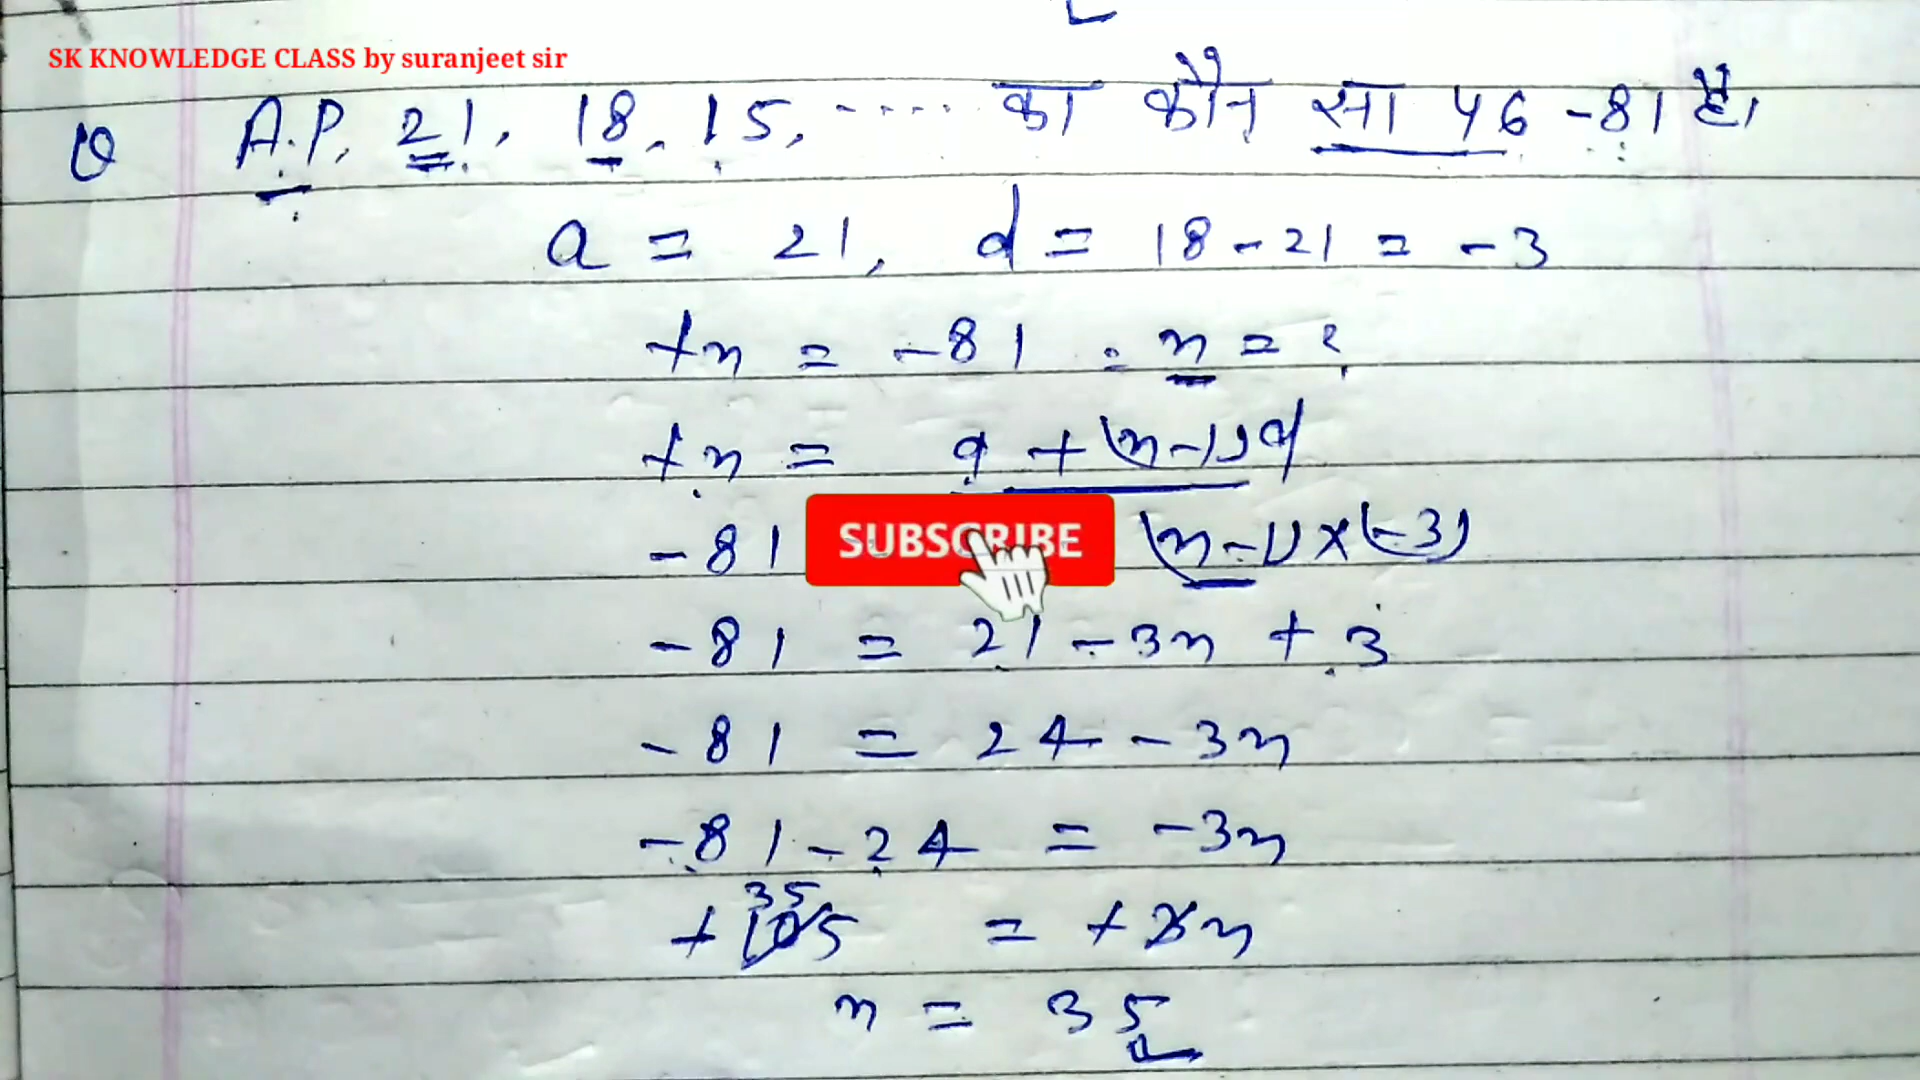 SK KNOWLEDGE CLASS by suranjeet sir
Q A.P. 21, 18, 15, ..... का कौन सा पद -81 है।
a = 21, d = 18 - 21 = -3
tn = -81 . n = ?
tn = a + (n-1)d
-81 SUBSCRIBE (n-1)×(-3)
-81 = 21 - 3n + 3
-81 = 24 - 3n
-81 - 24 = -3n
35
+105 = +3n
n = 35